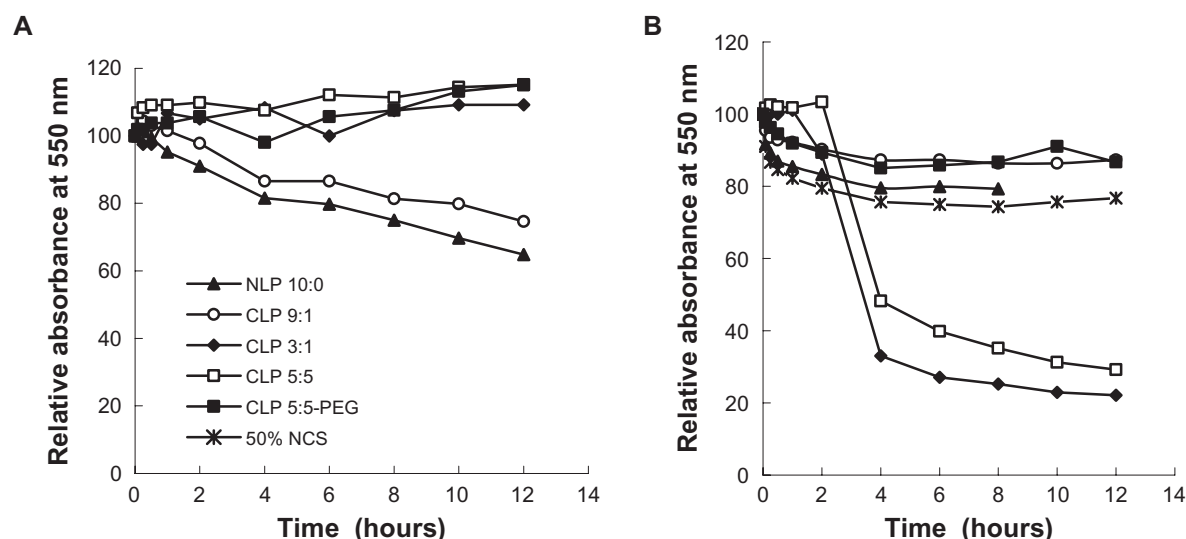 A
Relative absorbance at 550 nm
120
100
80
60
40
20
0
NLP 10:0
CLP 9:1
CLP 3:1
CLP 5:5
CLP 5:5-PEG
50% NCS
0 2 4 6 8 10 12 14
Time (hours)
B
Relative absorbance at 550 nm
120
100
80
60
40
20
0
0 2 4 6 8 10 12 14
Time (hours)